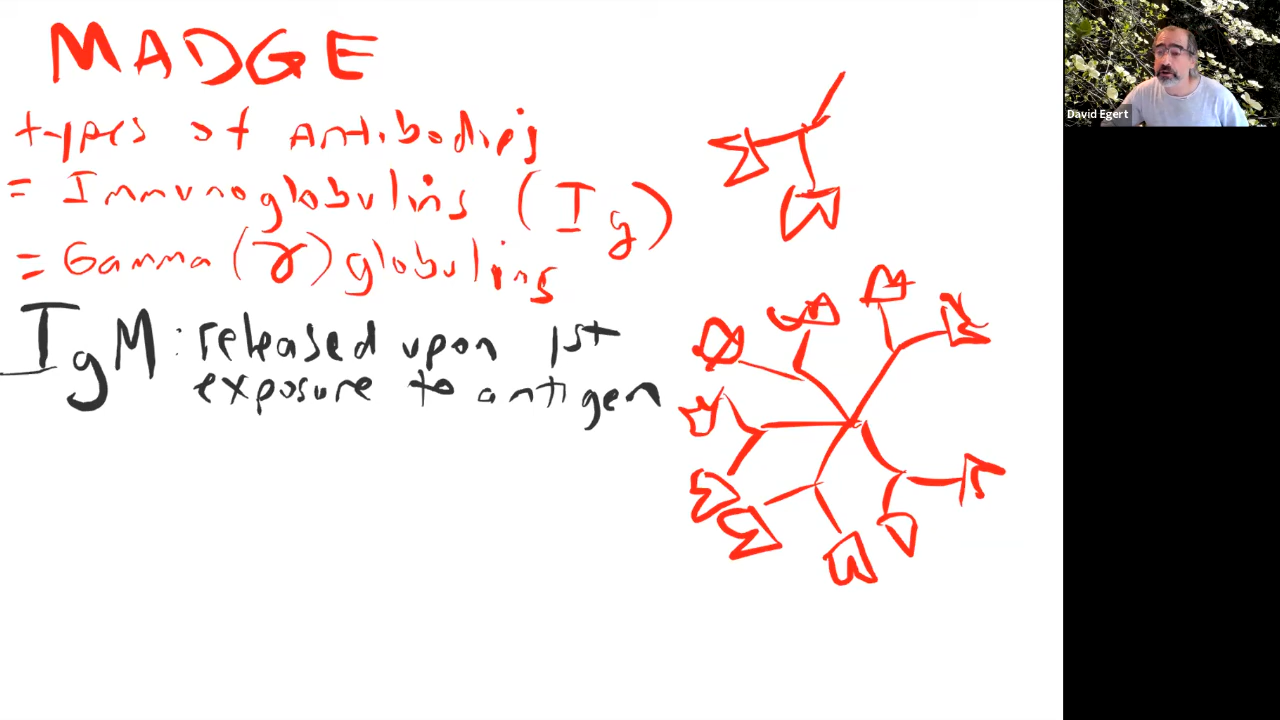 MADGE
types of Antibodies
= Immunoglobulins (Ig)
= Gamma (γ) globulins
IgM: released upon 1st
exposure to antigen
David Egert